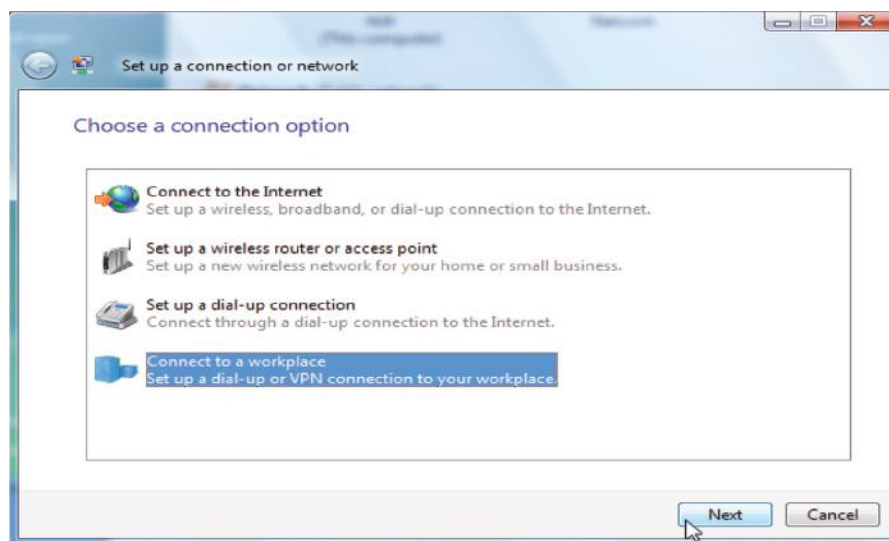 Set up a connection or network
Choose a connection option
Connect to the Internet
Set up a wireless, broadband, or dial-up connection to the Internet.
Set up a wireless router or access point
Set up a new wireless network for your home or small business.
Set up a dial-up connection
Connect through a dial-up connection to the Internet.
Connect to a workplace
Set up a dial-up or VPN connection to your workplace.
Next
Cancel